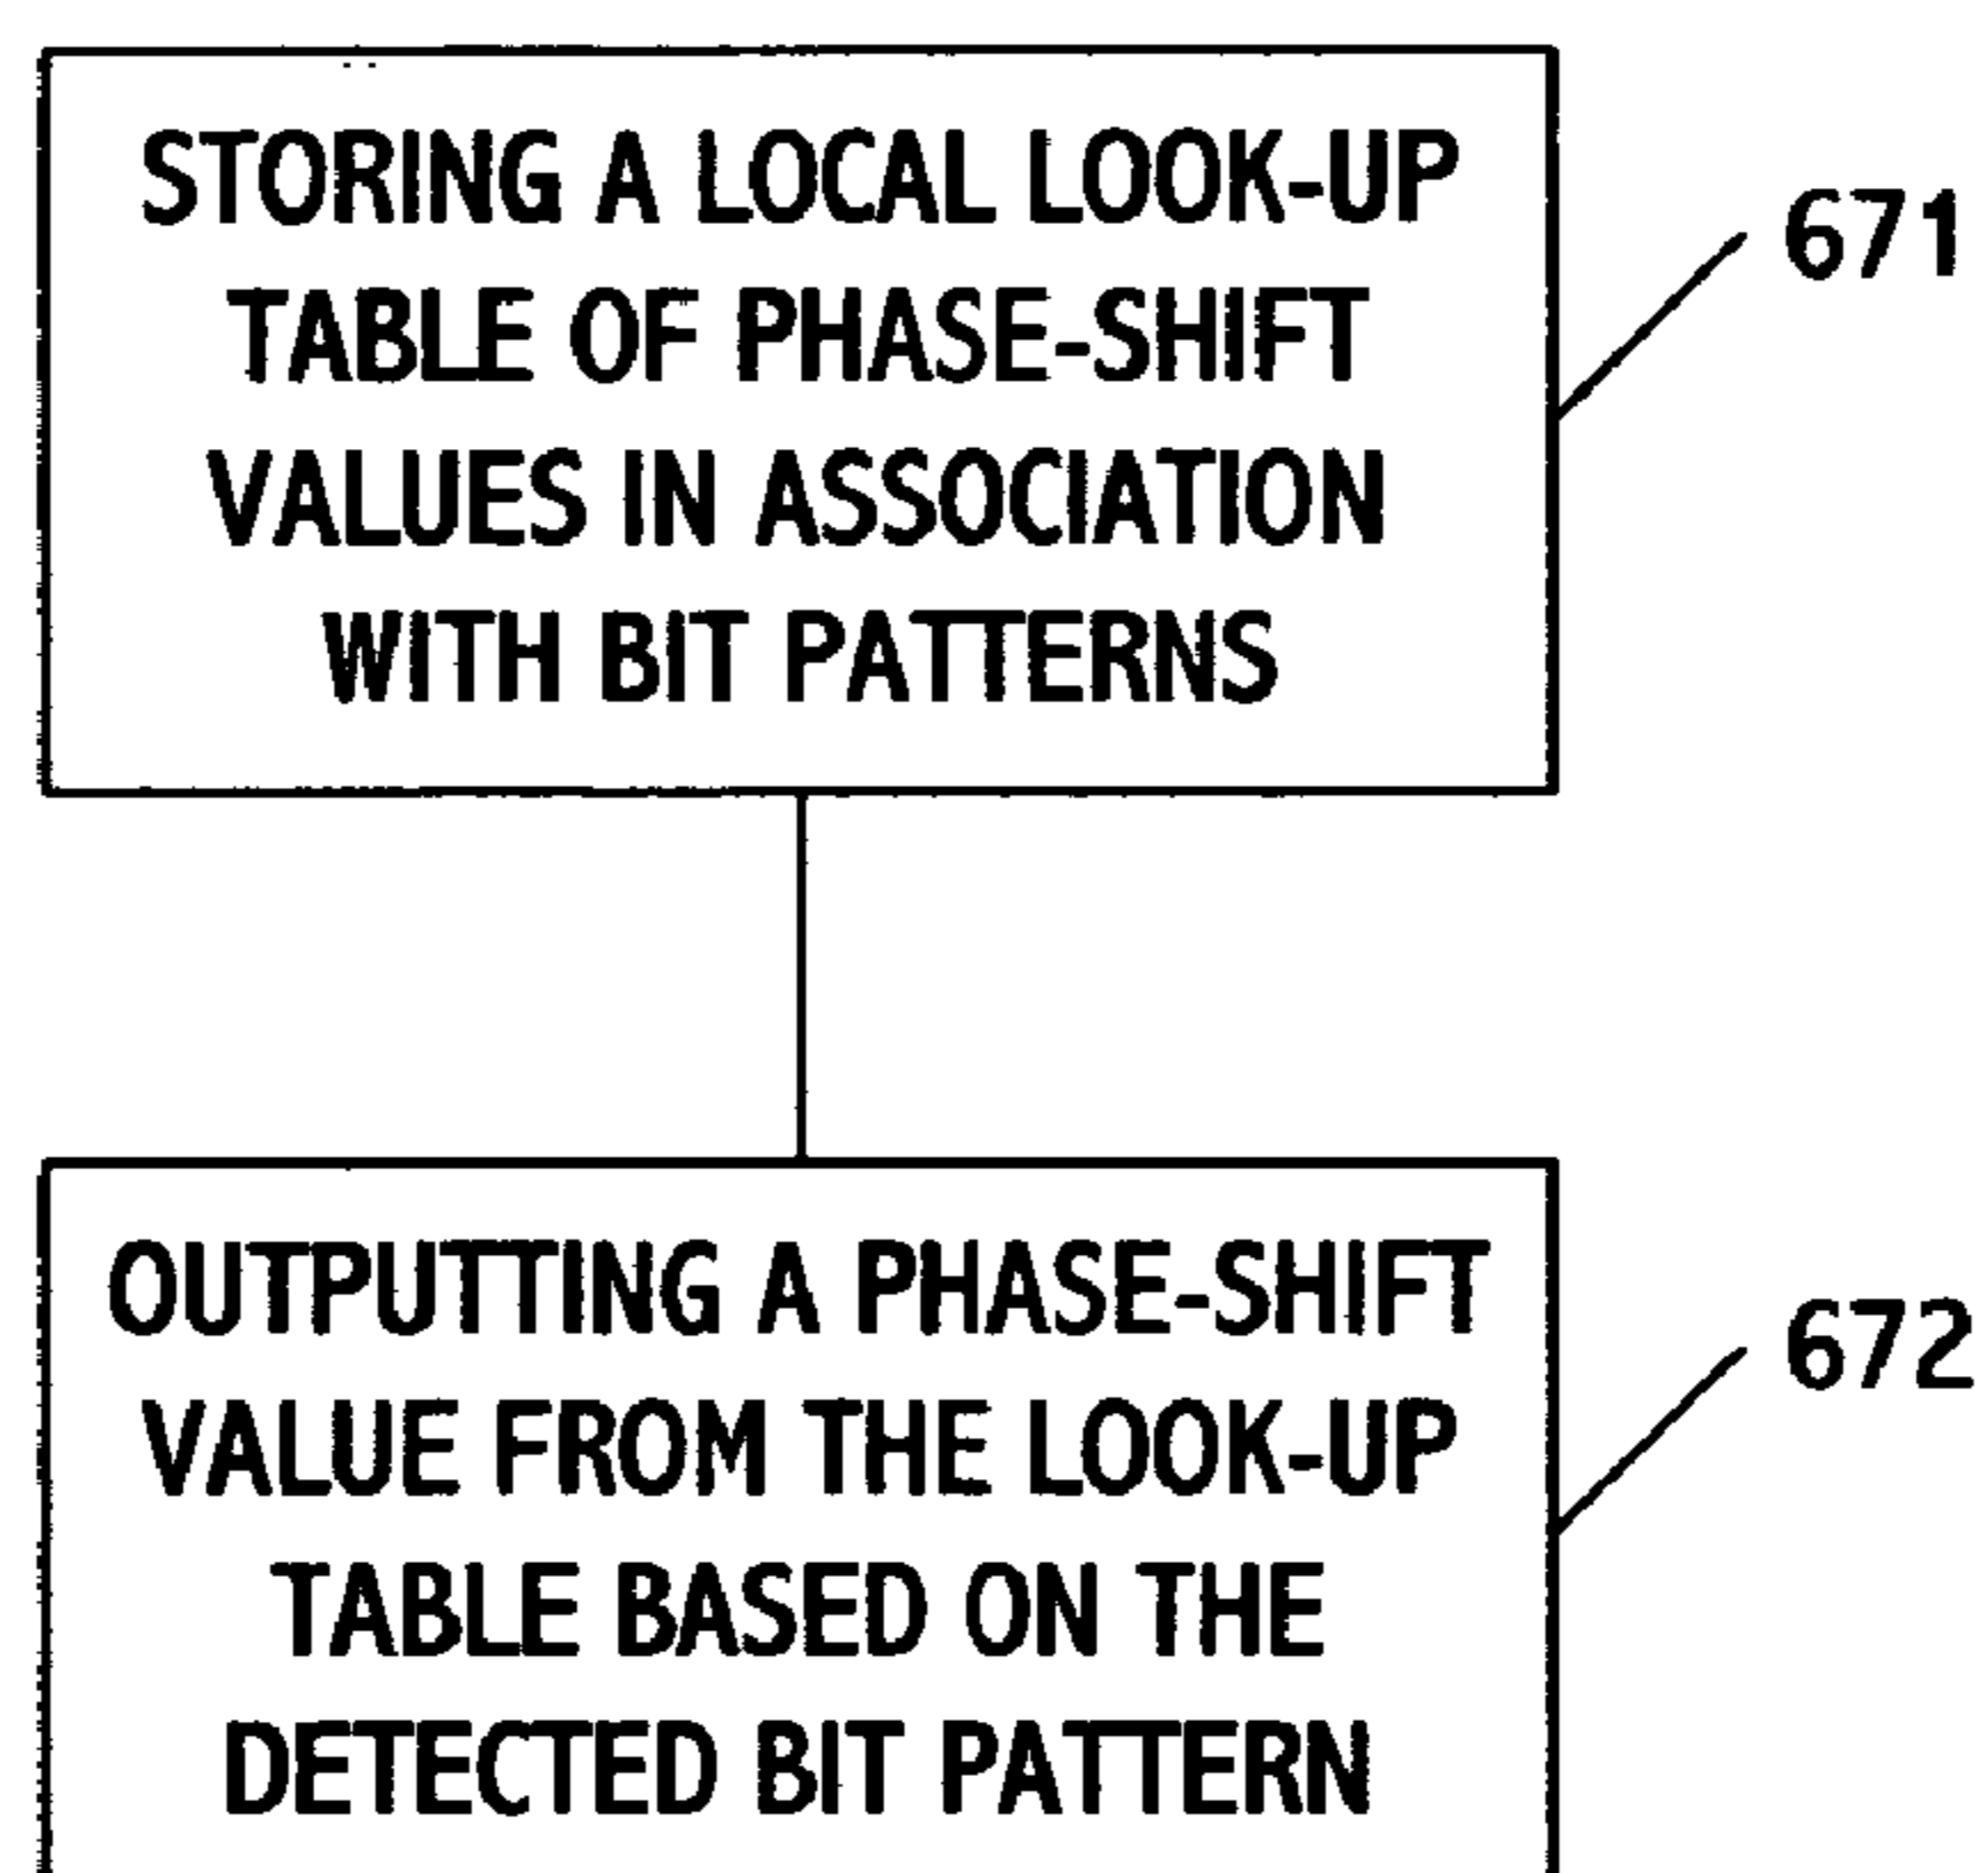 STORING A LOCAL LOOK-UP
TABLE OF PHASE-SHIFT
VALUES IN ASSOCIATION
WITH BIT PATTERNS
671
OUTPUTTING A PHASE-SHIFT
VALUE FROM THE LOOK-UP
TABLE BASED ON THE
DETECTED BIT PATTERN
672